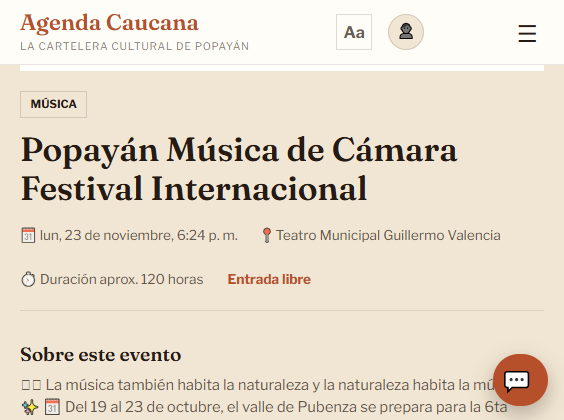 Agenda Caucana
LA CARTELERA CULTURAL DE POPAYÁN
Aa
MÚSICA
Popayán Música de Cámara
Festival Internacional
lun, 23 de noviembre, 6:24 p. m. Teatro Municipal Guillermo Valencia
Duración aprox. 120 horas Entrada libre
Sobre este evento
La música también habita la naturaleza y la naturaleza habita la
Del 19 al 23 de octubre, el valle de Pubenza se prepara para la 6ta